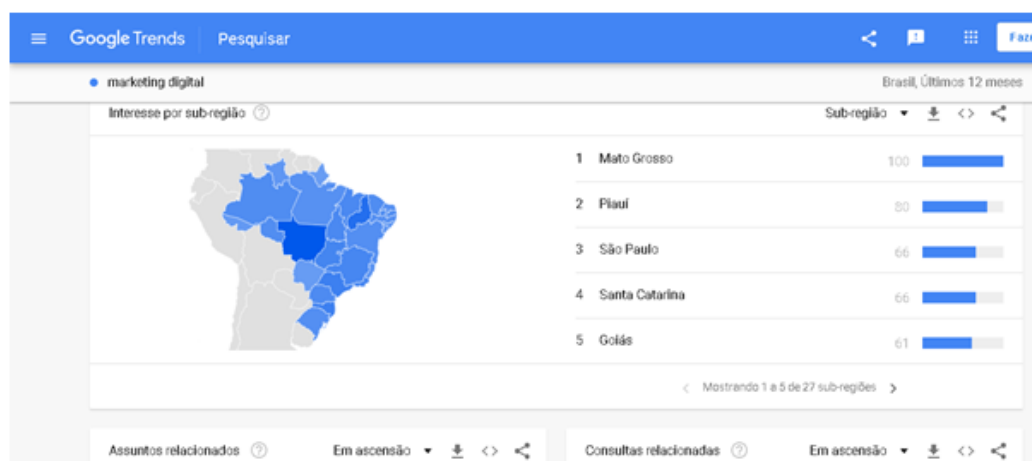 Google Trends Pesquisar Faze
marketing digital Brasil, Últimos 12 meses
Interesse por sub-região Sub-região
1 Mato Grosso 100
2 Piauí 80
3 São Paulo 66
4 Santa Catarina 66
5 Goiás 61
Mostrando 1 a 5 de 27 sub-regiões
Assuntos relacionados Em ascensão Consultas relacionadas Em ascensão